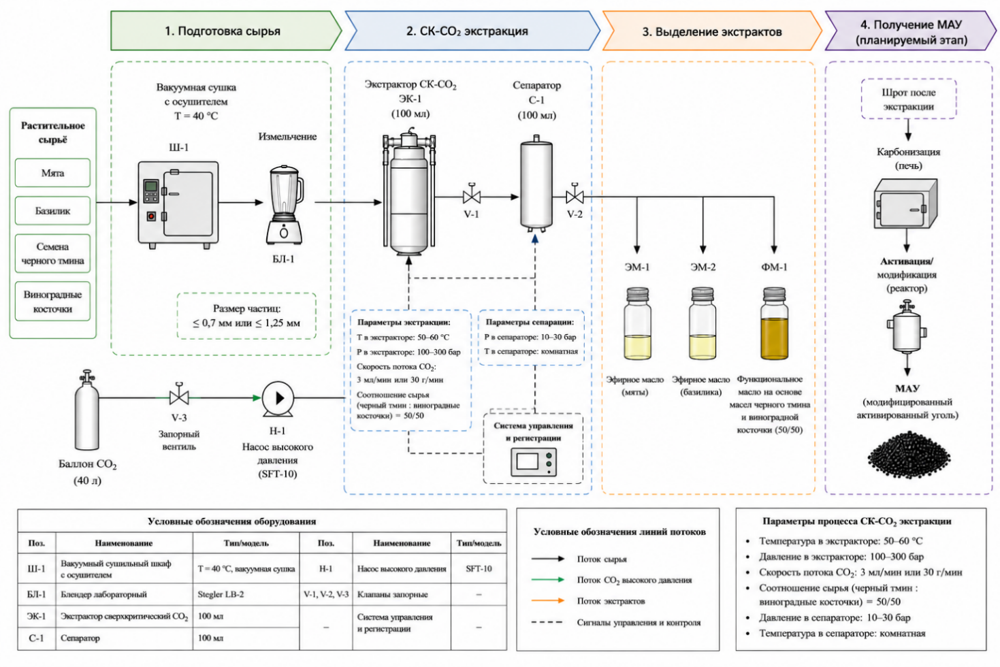 1. Подготовка сырья
2. СК-CO₂ экстракция
3. Выделение экстрактов
4. Получение МАУ
(планируемый этап)
Растительное
сырьё
Мята
Базилик
Семена
черного тмина
Виноградные
косточки
Вакуумная сушка
с осушителем
T = 40 °C
Ш-1
Измельчение
БЛ-1
Размер частиц:
≤ 0,7 мм или ≤ 1,25 мм
Баллон CO₂
(40 л)
V-3
Запорный
вентиль
Н-1
Насос высокого
давления
(SFT-10)
Экстрактор СК-CO₂
ЭК-1
(100 мл)
V-1
Сепаратор
С-1
(100 мл)
V-2
Параметры экстракции:
T в экстракторе: 50–60 °C
P в экстракторе: 100–300 бар
Скорость потока CO₂:
3 мл/мин или 30 г/мин
Соотношение сырья
(черный тмин : виноградные
косточки) = 50/50
Параметры сепарации:
P в сепараторе: 10–30 бар
T в сепараторе: комнатная
Система управления
и регистрации
ЭМ-1
Эфирное масло
(мяты)
ЭМ-2
Эфирное масло
(базилика)
ФМ-1
Функциональное
масло на основе
масел черного тмина
и виноградной
косточки (50/50)
Шрот после
экстракции
Карбонизация
(печь)
Активация/
модификация
(реактор)
МАУ
(модифицированный
активированный уголь)
Условные обозначения оборудования
Поз. Наименование Тип/модель Поз. Наименование Тип/модель
Ш-1 Вакуумный сушильный шкаф
с осушителем T = 40 °C, вакуумная сушка Н-1 Насос высокого давления SFT-10
БЛ-1 Блендер лабораторный Stegler LB-2 V-1, V-2, V-3 Клапаны запорные –
ЭК-1 Экстрактор сверхкритический CO₂ 100 мл – Система управления
и регистрации –
С-1 Сепаратор 100 мл
Условные обозначения линий потоков
Поток сырья
Поток CO₂ высокого давления
Поток экстрактов
Сигналы управления и контроля
Параметры процесса СК-CO₂ экстракции
• Температура в экстракторе: 50–60 °C
• Давление в экстракторе: 100–300 бар
• Скорость потока CO₂: 3 мл/мин или 30 г/мин
• Соотношение сырья (черный тмин :
виноградные косточки) = 50/50
• Давление в сепараторе: 10–30 бар
• Температура в сепараторе: комнатная